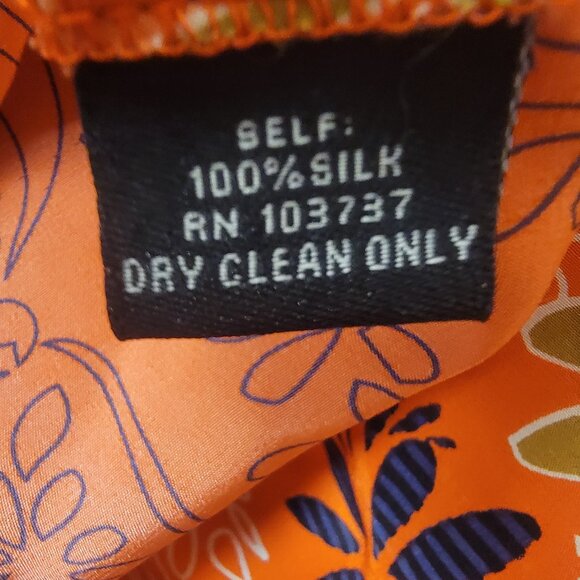 SELF:
100% SILK
RN 103737
DRY CLEAN ONLY